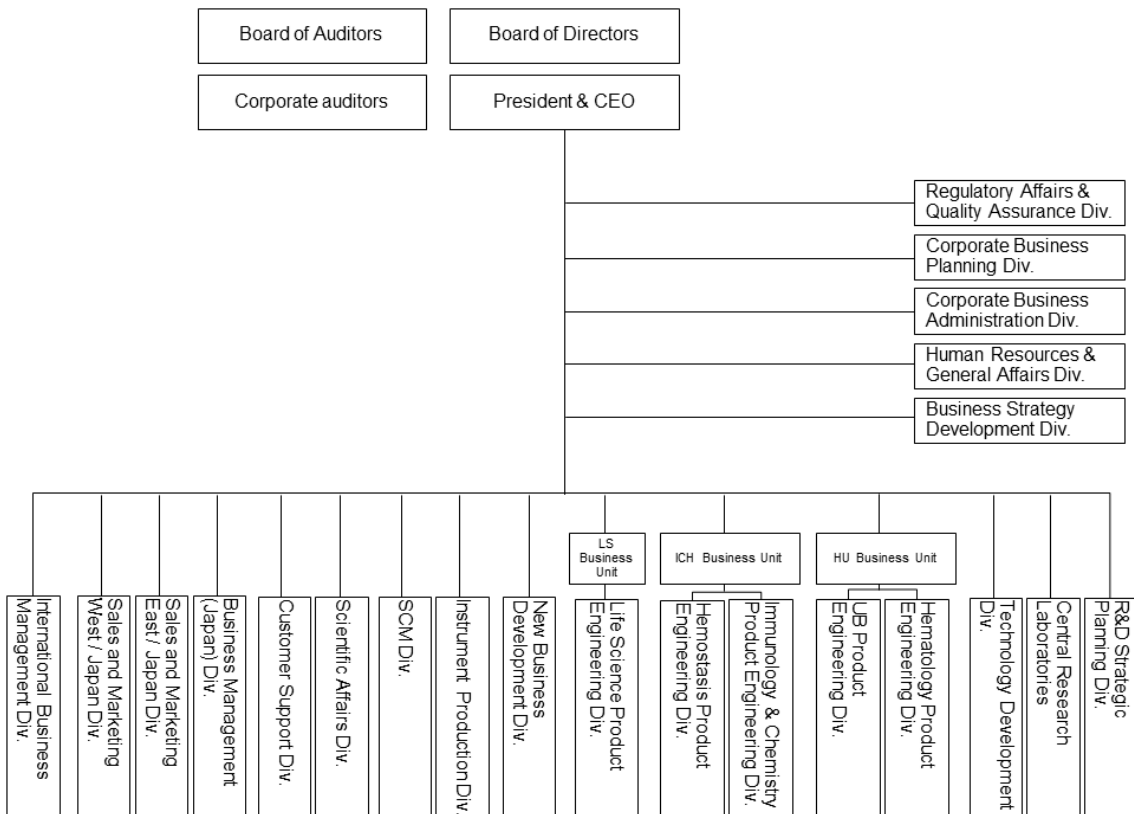 Board of Auditors
Board of Directors
Corporate auditors
President & CEO
Regulatory Affairs &
Quality Assurance Div.
Corporate Business
Planning Div.
Corporate Business
Administration Div.
Human Resources &
General Affairs Div.
Business Strategy
Development Div.
LS
Business
Unit
ICH Business Unit
HU Business Unit
International Business
Management Div.
Sales and Marketing
West / Japan Div.
Sales and Marketing
East / Japan Div.
Business Management
(Japan) Div.
Customer Support Div.
Scientific Affairs Div.
SCM Div.
Instrument Production Div.
New Business
Development Div.
Life Science Product
Engineering Div.
Hemostasis Product
Engineering Div.
Immunology & Chemistry
Product Engineering Div.
UB Product
Engineering Div.
Hematology Product
Engineering Div.
Technology Development
Div.
Central Research
Laboratories
R&D Strategic
Planning Div.